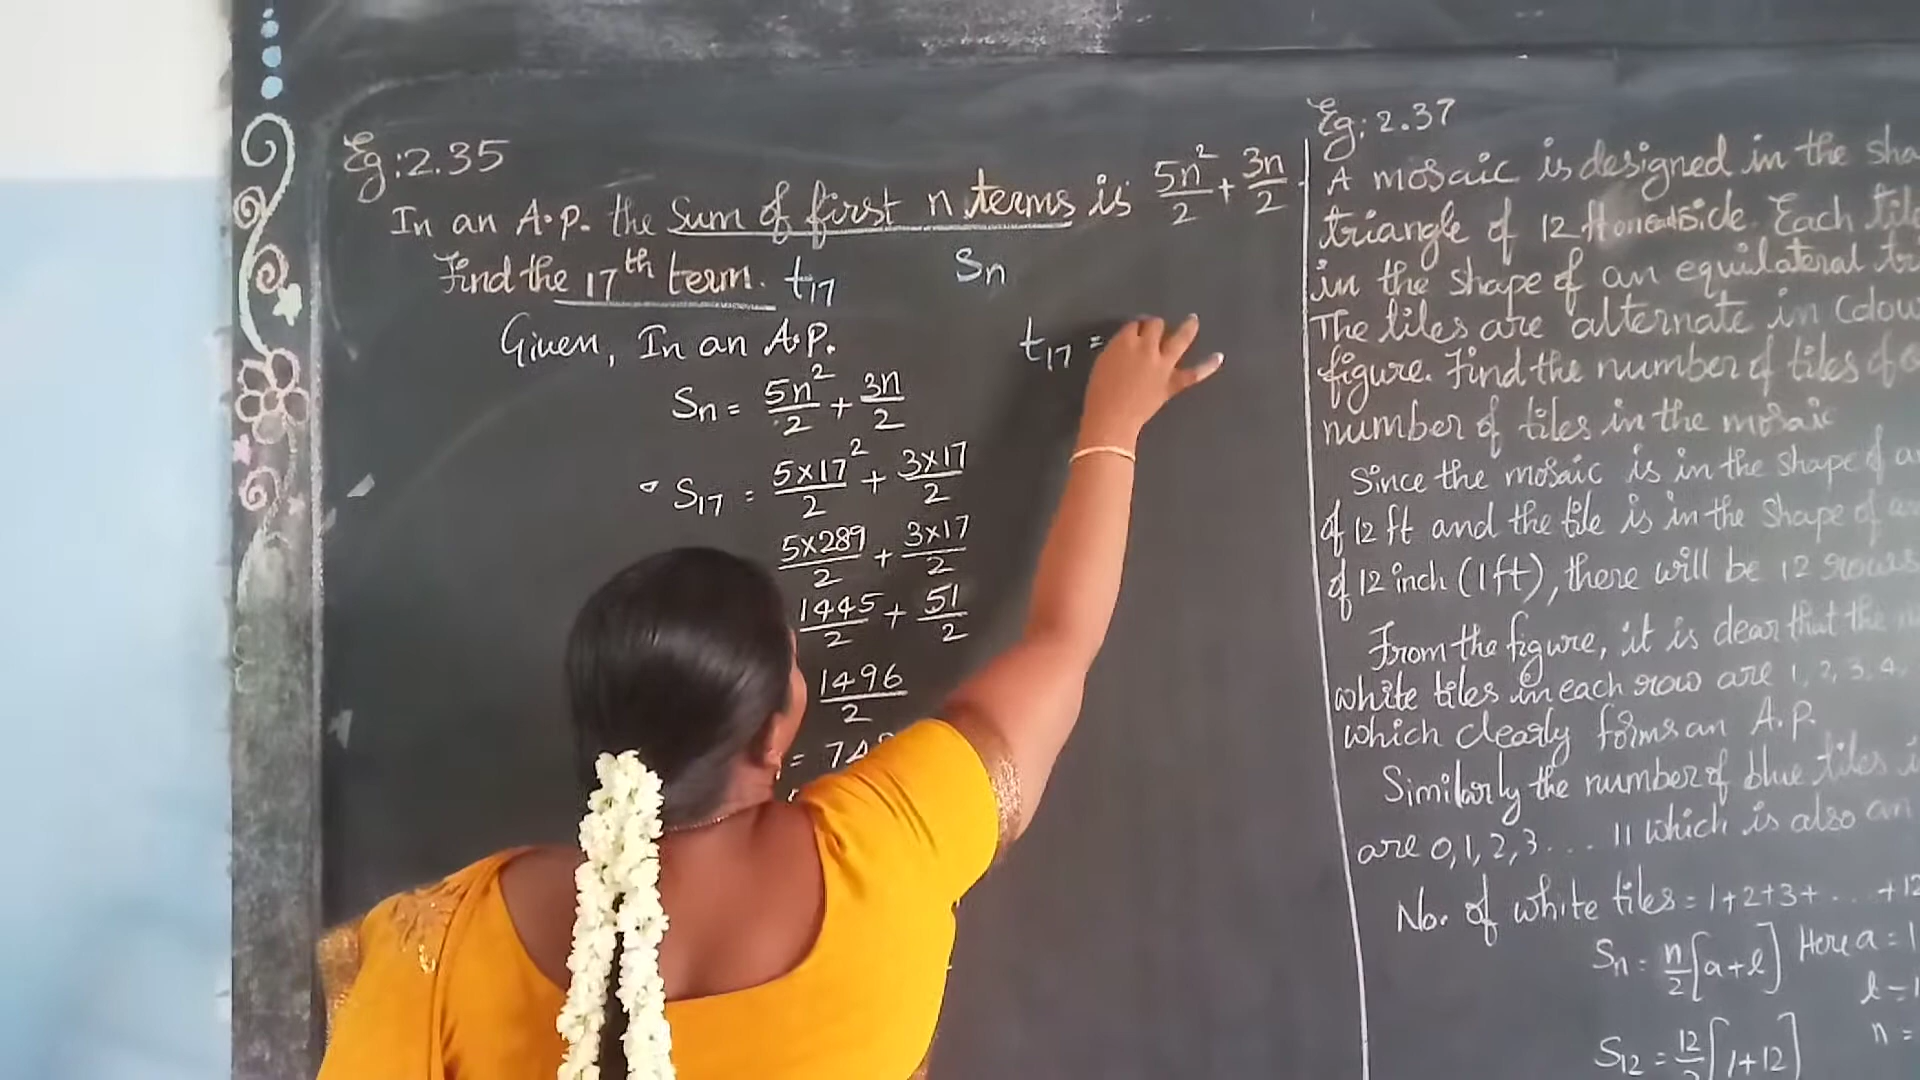 Eg:2.35
In an A.P. the Sum of first n terms is 5n²/2 + 3n/2.
Find the 17th term. t₁₇ Sₙ
Given, In an A.P.
Sₙ = 5n²/2 + 3n/2
S₁₇ = 5×17²/2 + 3×17/2
5×289/2 + 3×17/2
1445/2 + 51/2
1496/2
= 74
t₁₇ =
Eg: 2.37
A mosaic is designed in the sha
triangle of 12 ft on each side. Each tile
in the shape of an equilateral tri
The tiles are alternate in Colou
figure. Find the number of tiles of
number of tiles in the mosaic
Since the mosaic is in the shape of a
of 12 ft and the tile is in the shape of a
of 12 inch (1ft), there will be 12 rows
From the figure, it is clear that the
white tiles in each row are 1, 2, 3, 4,
which clearly forms an A.P.
Similarly the number of blue tiles i
are 0, 1, 2, 3 ... 11 which is also an
No. of white tiles = 1+2+3+ ... +12
Sₙ = n/2 [a+l] Here a = 1
l = 1
n =
S₁₂ = 12/2 [1+12]